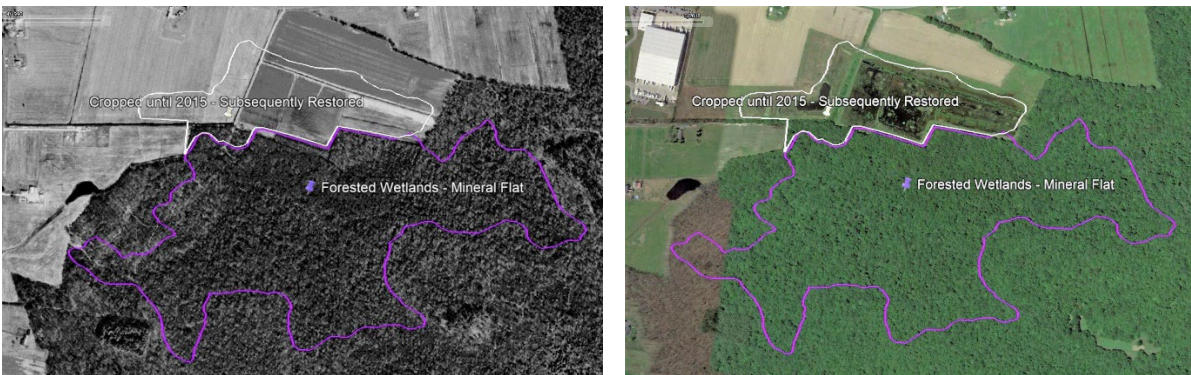 Cropped until 2015 - Subsequently Restored
Forested Wetlands - Mineral Flat
Cropped until 2015 - Subsequently Restored
Forested Wetlands - Mineral Flat